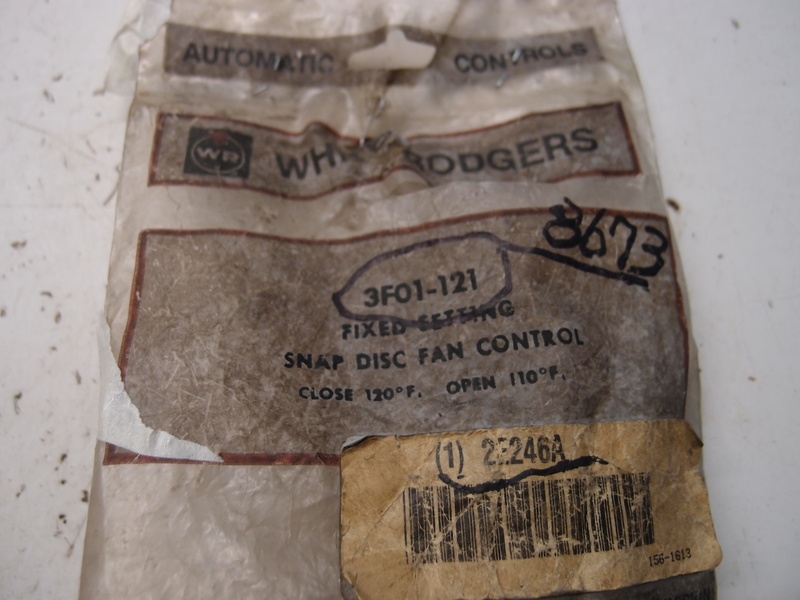 AUTOMATIC CONTROLS
WR RODGERS
8673
3F01-121
FIXED SETTING
SNAP DISC FAN CONTROL
CLOSE 120°F. OPEN 110°F.
(1) 2E246A
156-1613